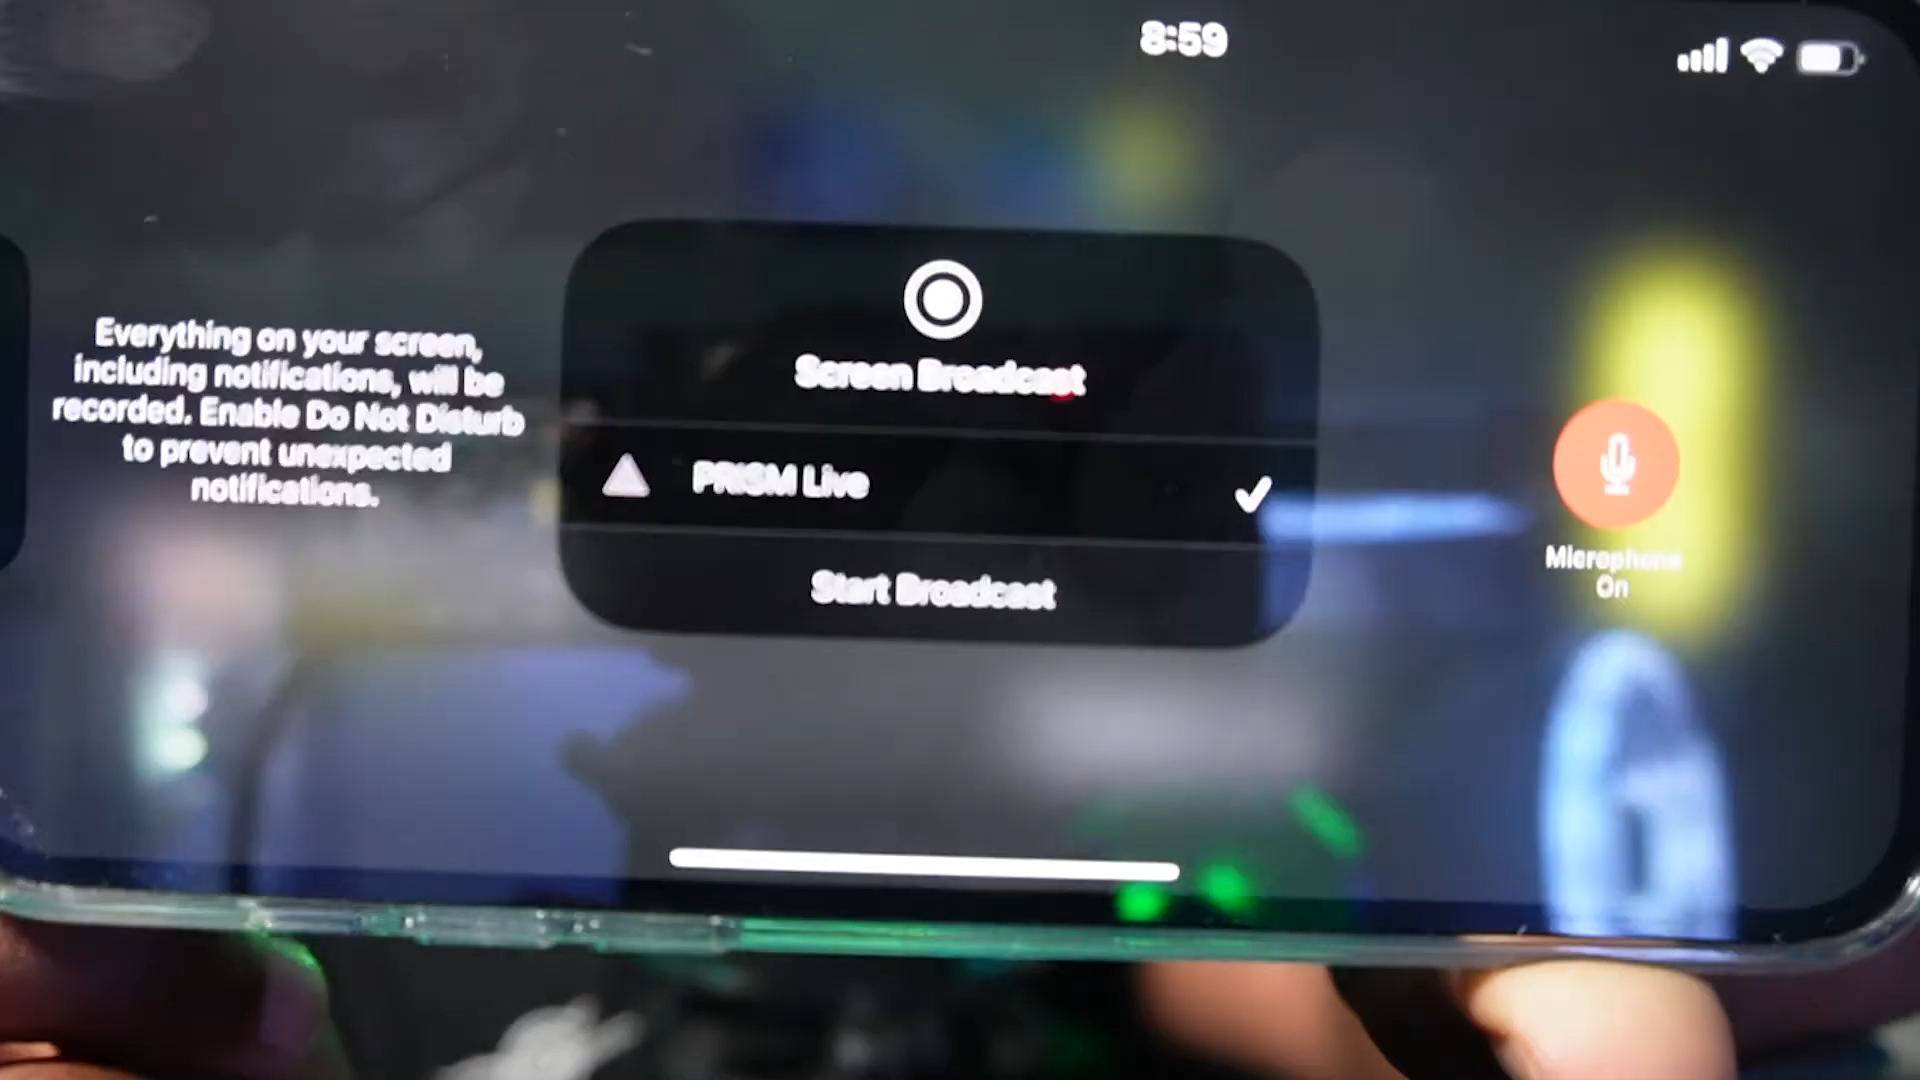 8:59
Everything on your screen,
including notifications, will be
recorded. Enable Do Not Disturb
to prevent unexpected
notifications.
Screen Broadcast
PRISM Live
Start Broadcast
Microphone
On